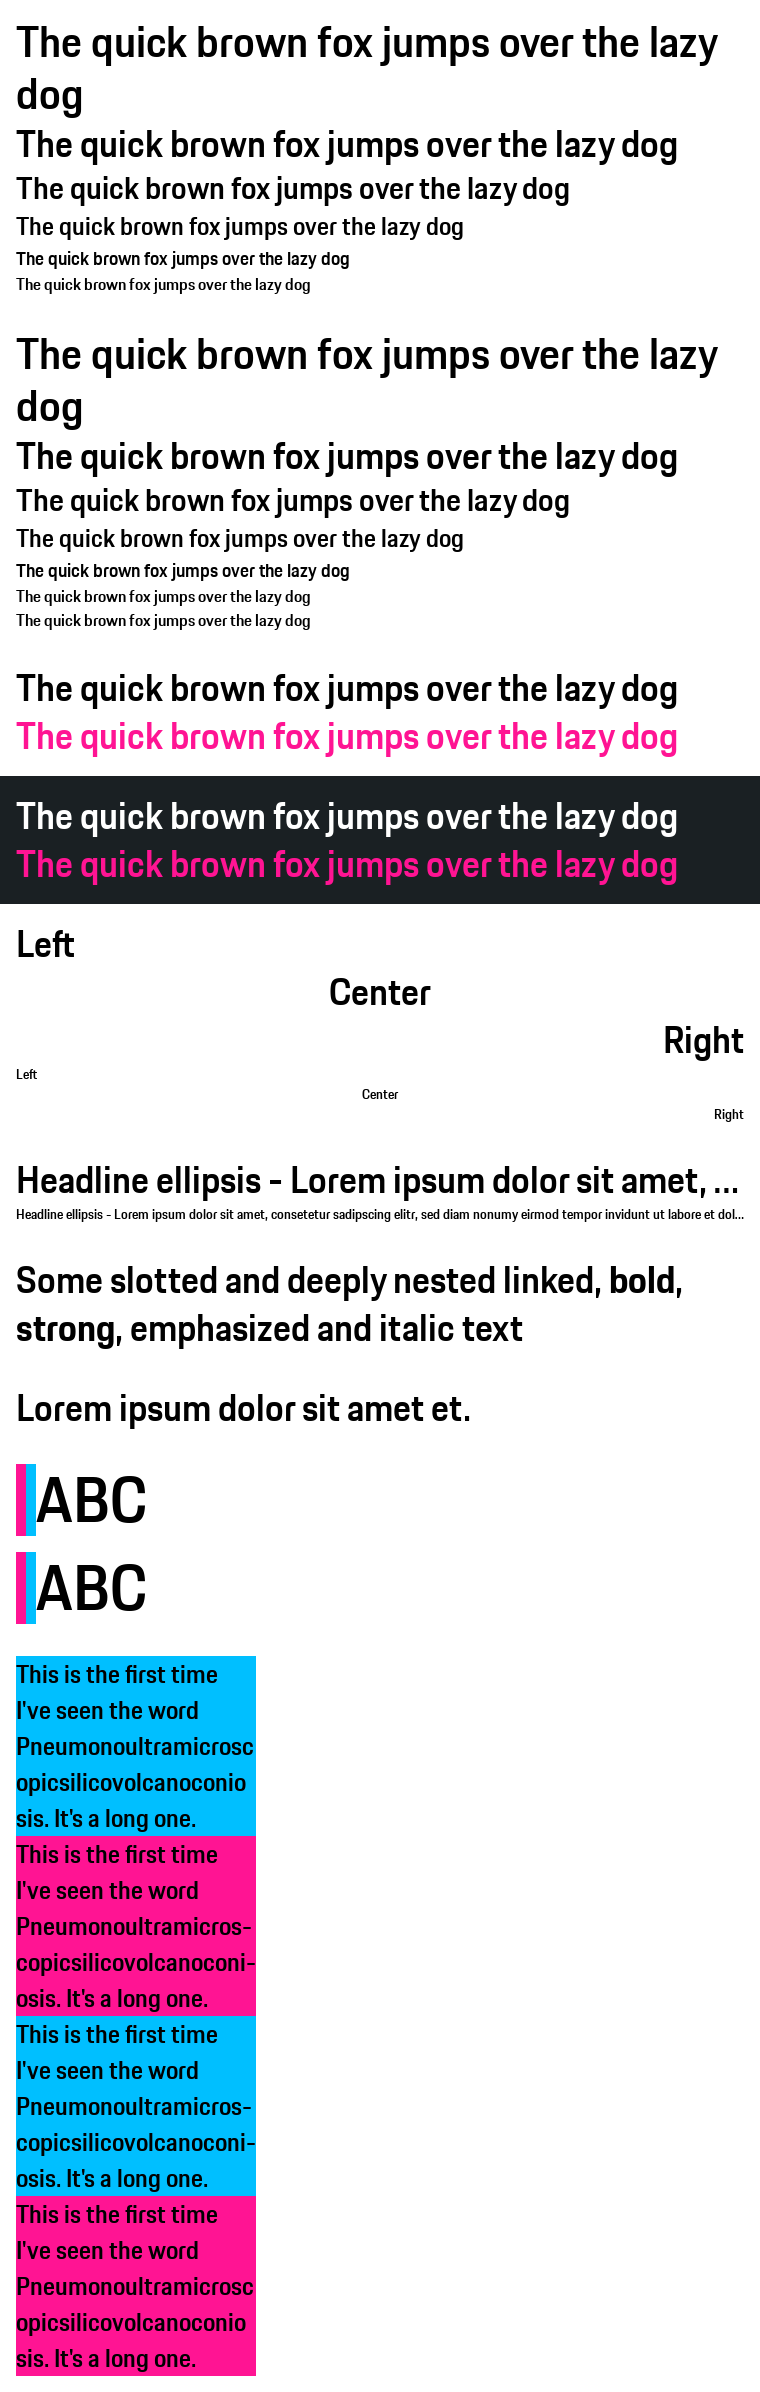 The quick brown fox jumps over the lazy
dog
The quick brown fox jumps over the lazy dog
The quick brown fox jumps over the lazy dog
The quick brown fox jumps over the lazy dog
The quick brown fox jumps over the lazy dog
The quick brown fox jumps over the lazy dog
The quick brown fox jumps over the lazy
dog
The quick brown fox jumps over the lazy dog
The quick brown fox jumps over the lazy dog
The quick brown fox jumps over the lazy dog
The quick brown fox jumps over the lazy dog
The quick brown fox jumps over the lazy dog
The quick brown fox jumps over the lazy dog
The quick brown fox jumps over the lazy dog
The quick brown fox jumps over the lazy dog
The quick brown fox jumps over the lazy dog
The quick brown fox jumps over the lazy dog
Left
Center
Right
Left
Center
Right
Headline ellipsis - Lorem ipsum dolor sit amet, ...
Headline ellipsis - Lorem ipsum dolor sit amet, consetetur sadipscing elitr, sed diam nonumy eirmod tempor invidunt ut labore et dol...
Some slotted and deeply nested linked, bold,
strong, emphasized and italic text
Lorem ipsum dolor sit amet et.
ABC
ABC
This is the first time
I've seen the word
Pneumonoultramicrosc
opicsilicovolcanoconio
sis. It's a long one.
This is the first time
I've seen the word
Pneumonoultramicros-
copicsilicovolcanoconi-
osis. It's a long one.
This is the first time
I've seen the word
Pneumonoultramicros-
copicsilicovolcanoconi-
osis. It's a long one.
This is the first time
I've seen the word
Pneumonoultramicrosc
opicsilicovolcanoconio
sis. It's a long one.